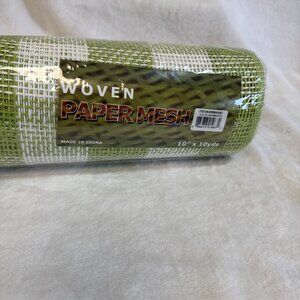 WOVEN
PAPER MESH
MADE IN CHINA
10" x 10yds